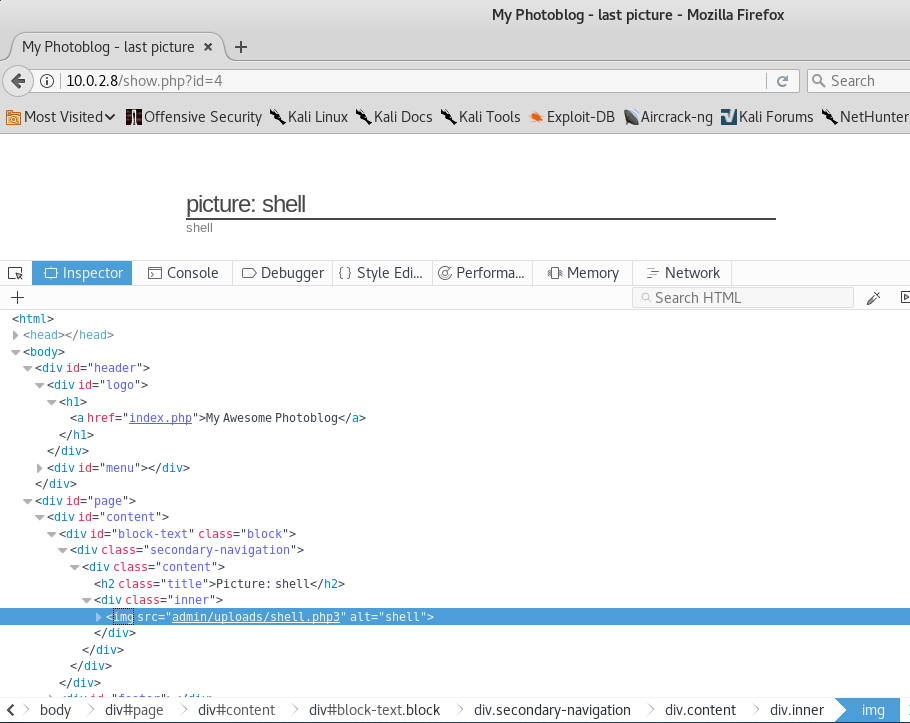 My Photoblog - last picture - Mozilla Firefox
My Photoblog - last picture × +
10.0.2.8/show.php?id=4 Search
Most Visited Offensive Security Kali Linux Kali Docs Kali Tools Exploit-DB Aircrack-ng Kali Forums NetHunter
picture: shell
shell
Inspector Console Debugger { } Style Edi... Performa... Memory Network
+ Search HTML
<html>
<head></head>
<body>
<div id="header">
<div id="logo">
<h1>
<a href="index.php">My Awesome Photoblog</a>
</h1>
</div>
<div id="menu"></div>
</div>
<div id="page">
<div id="content">
<div id="block-text" class="block">
<div class="secondary-navigation">
<div class="content">
<h2 class="title">Picture: shell</h2>
<div class="inner">
<img src="admin/uploads/shell.php3" alt="shell">
</div>
</div>
</div>
</div>
body div#page div#content div#block-text.block div.secondary-navigation div.content div.inner img